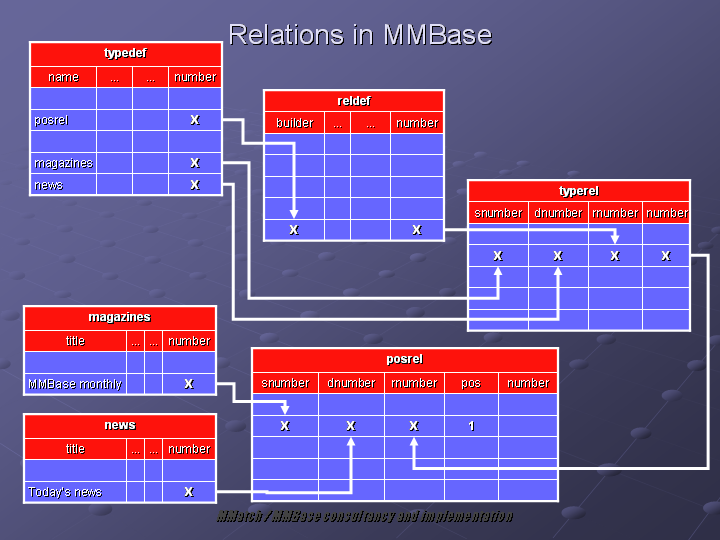 Relations in MMBase
typedef
name ... ... number
posrel X
magazines X
news X
reldef
builder ... ... number
X X
typerel
snumber dnumber rnumber number
X X X X
magazines
title ... ... number
MMBase monthly X
news
title ... ... number
Today's news X
posrel
snumber dnumber rnumber pos number
X X X 1
MMatch / MMBase consultancy and implementation